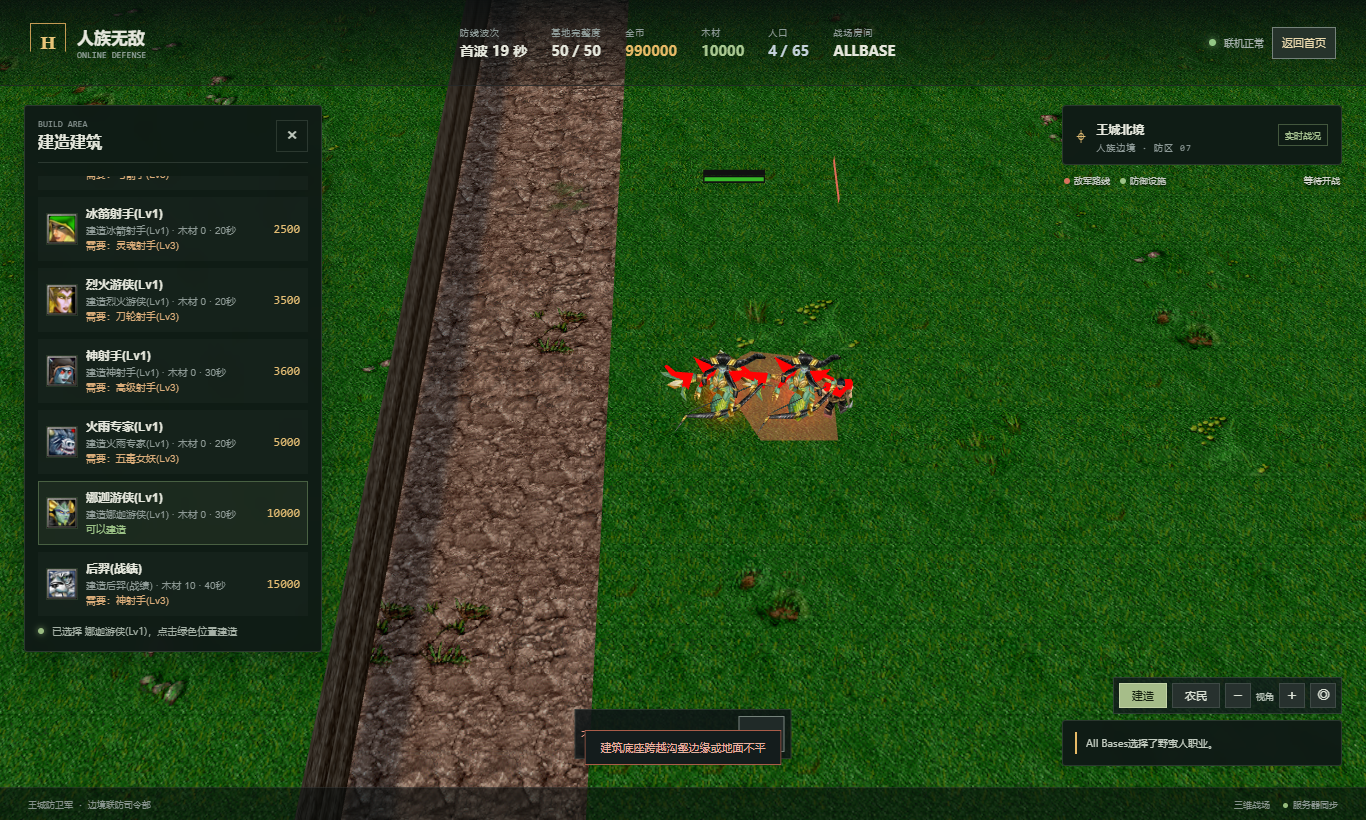 H
人族无敌
ONLINE DEFENSE
防线波次
首波 19 秒
基地完整度
50 / 50
金币
990000
木材
10000
人口
4 / 65
战场房间
ALLBASE
联机正常
返回首页
BUILD AREA
建造建筑
×
冰箭射手(Lv1)
建造冰箭射手(Lv1) · 木材 0 · 20秒
需要：灵魂射手(Lv3)
2500
烈火游侠(Lv1)
建造烈火游侠(Lv1) · 木材 0 · 20秒
需要：刀轮射手(Lv3)
3500
神射手(Lv1)
建造神射手(Lv1) · 木材 0 · 30秒
需要：高级射手(Lv3)
3600
火雨专家(Lv1)
建造火雨专家(Lv1) · 木材 0 · 20秒
需要：五毒女妖(Lv3)
5000
娜迦游侠(Lv1)
建造娜迦游侠(Lv1) · 木材 0 · 30秒
可以建造
10000
后羿(战绩)
建造后羿(战绩) · 木材 10 · 40秒
需要：神射手(Lv3)
15000
已选择 娜迦游侠(Lv1)，点击绿色位置建造
王城北境
人族边境 · 防区 07
实时战况
敌军路线
防御设施
等待开战
建筑底座跨越沟壑边缘或地面不平
建造
农民
−
视角
+
All Bases选择了野蛮人职业。
王城防卫军 · 边境联防司令部
三维战场
服务器同步